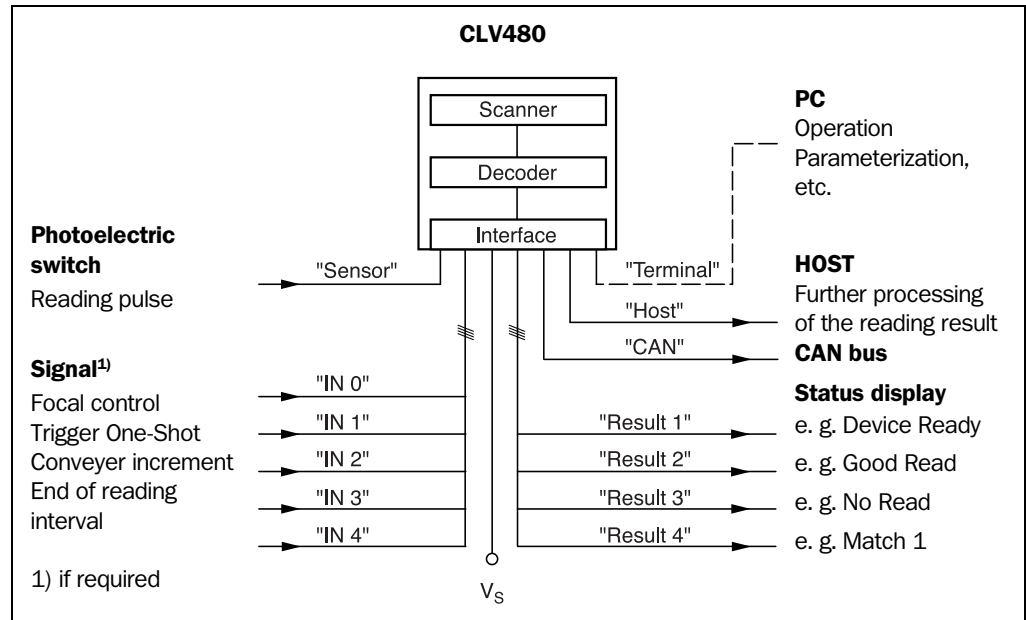 CLV480
Scanner
Decoder
Interface
Photoelectric
switch
Reading pulse
"Sensor"
Signal1)
Focal control
Trigger One-Shot
Conveyer increment
End of reading
interval
1) if required
"IN 0"
"IN 1"
"IN 2"
"IN 3"
"IN 4"
VS
"Terminal"
"Host"
"CAN"
"Result 1"
"Result 2"
"Result 3"
"Result 4"
PC
Operation
Parameterization,
etc.
HOST
Further processing
of the reading result
CAN bus
Status display
e. g. Device Ready
e. g. Good Read
e. g. No Read
e. g. Match 1